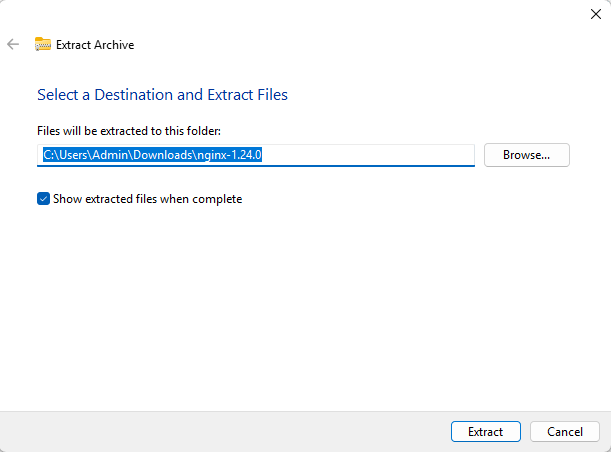 Extract Archive
Select a Destination and Extract Files
Files will be extracted to this folder:
C:\Users\Admin\Downloads\nginx-1.24.0
Browse...
Show extracted files when complete
Extract
Cancel